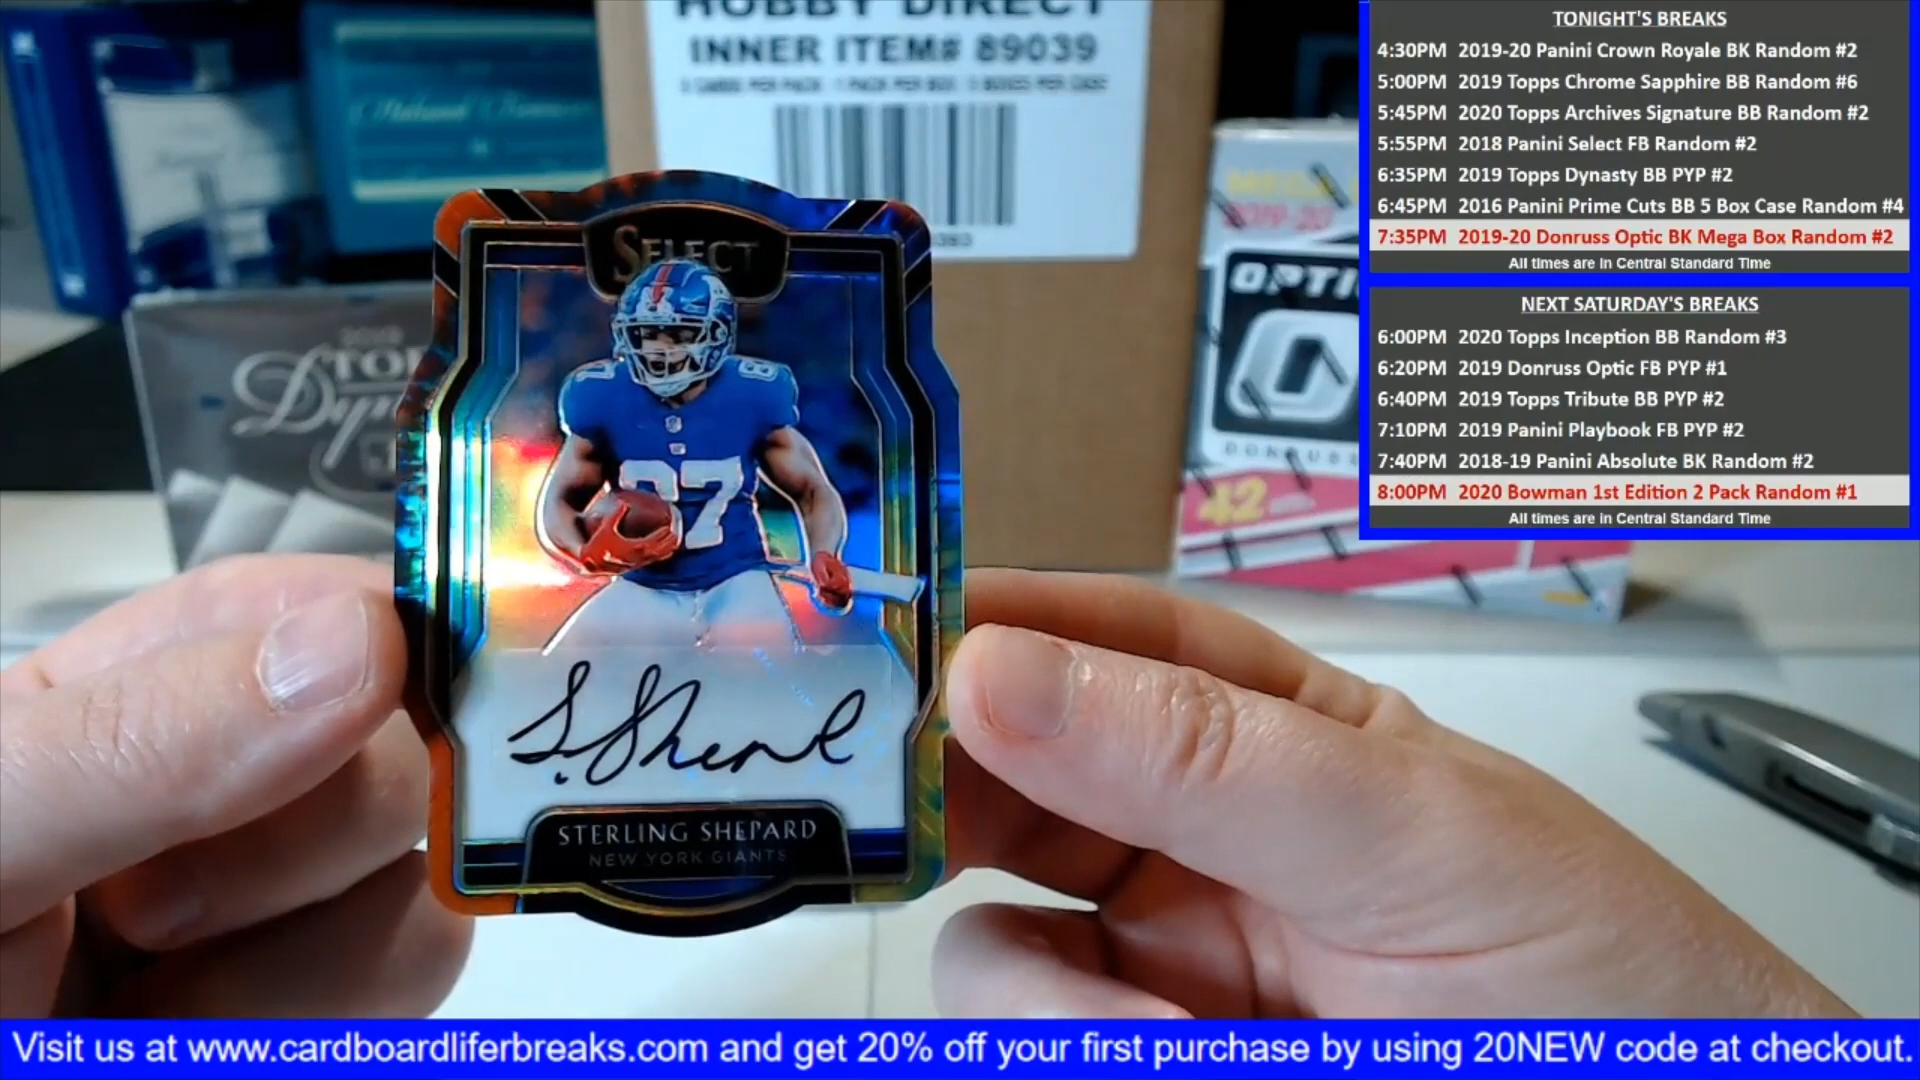 HOBBY DIRECT
INNER ITEM# 89039
TONIGHT'S BREAKS
4:30PM 2019-20 Panini Crown Royale BK Random #2
5:00PM 2019 Topps Chrome Sapphire BB Random #6
5:45PM 2020 Topps Archives Signature BB Random #2
5:55PM 2018 Panini Select FB Random #2
6:35PM 2019 Topps Dynasty BB PYP #2
6:45PM 2016 Panini Prime Cuts BB 5 Box Case Random #4
7:35PM 2019-20 Donruss Optic BK Mega Box Random #2
All times are in Central Standard Time
NEXT SATURDAY'S BREAKS
6:00PM 2020 Topps Inception BB Random #3
6:20PM 2019 Donruss Optic FB PYP #1
6:40PM 2019 Topps Tribute BB PYP #2
7:10PM 2019 Panini Playbook FB PYP #2
7:40PM 2018-19 Panini Absolute BK Random #2
8:00PM 2020 Bowman 1st Edition 2 Pack Random #1
All times are in Central Standard Time
2019-20
OPTI
DONRUSS
42
SELECT
87
87
STERLING SHEPARD
NEW YORK GIANTS
Visit us at www.cardboardliferbreaks.com and get 20% off your first purchase by using 20NEW code at checkout.